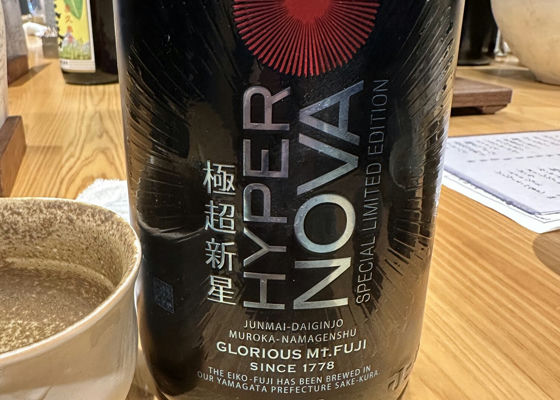 極超新星
HYPER
NOVA
SPECIAL LIMITED EDITION
JUNMAI-DAIGINJO
MUROKA-NAMAGENSHU
GLORIOUS Mt.FUJI
SINCE 1778
THE EIKO-FUJI HAS BEEN BREWED IN
OUR YAMAGATA PREFECTURE SAKE-KURA.